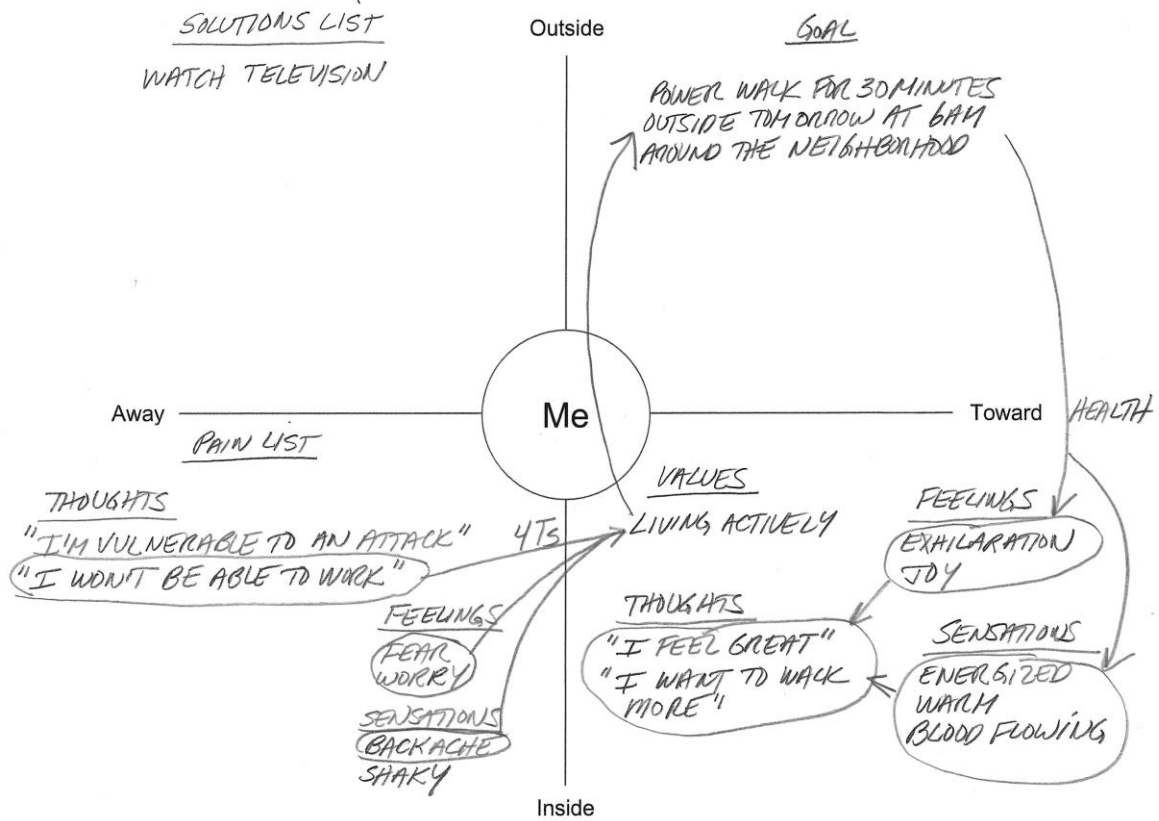 SOLUTIONS LIST
WATCH TELEVISION
Outside
GOAL
POWER WALK FOR 30 MINUTES
OUTSIDE TOMORROW AT 6AM
AROUND THE NEIGHBORHOOD
Away
Me
Toward
HEALTH
PAIN LIST
THOUGHTS
"I'M VULNERABLE TO AN ATTACK"
"I WON'T BE ABLE TO WORK"
4Ts
FEELINGS
FEAR
WORRY
SENSATIONS
BACKACHE
SHAKY
VALUES
LIVING ACTIVELY
FEELINGS
EXHILARATION
JOY
THOUGHTS
"I FEEL GREAT"
"I WANT TO WALK
MORE"
SENSATIONS
ENERGIZED
WARM
BLOOD FLOWING
Inside